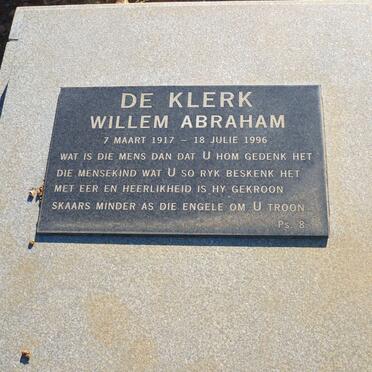 DE KLERK
WILLEM ABRAHAM
7 MAART 1917 – 18 JULIE 1996
WAT IS DIE MENS DAN DAT U HOM GEDENK HET
DIE MENSEKIND WAT U SO RYK BESKENK HET
MET EER EN HEERLIKHEID IS HY GEKROON
SKAARS MINDER AS DIE ENGELE OM U TROON
Ps. 8